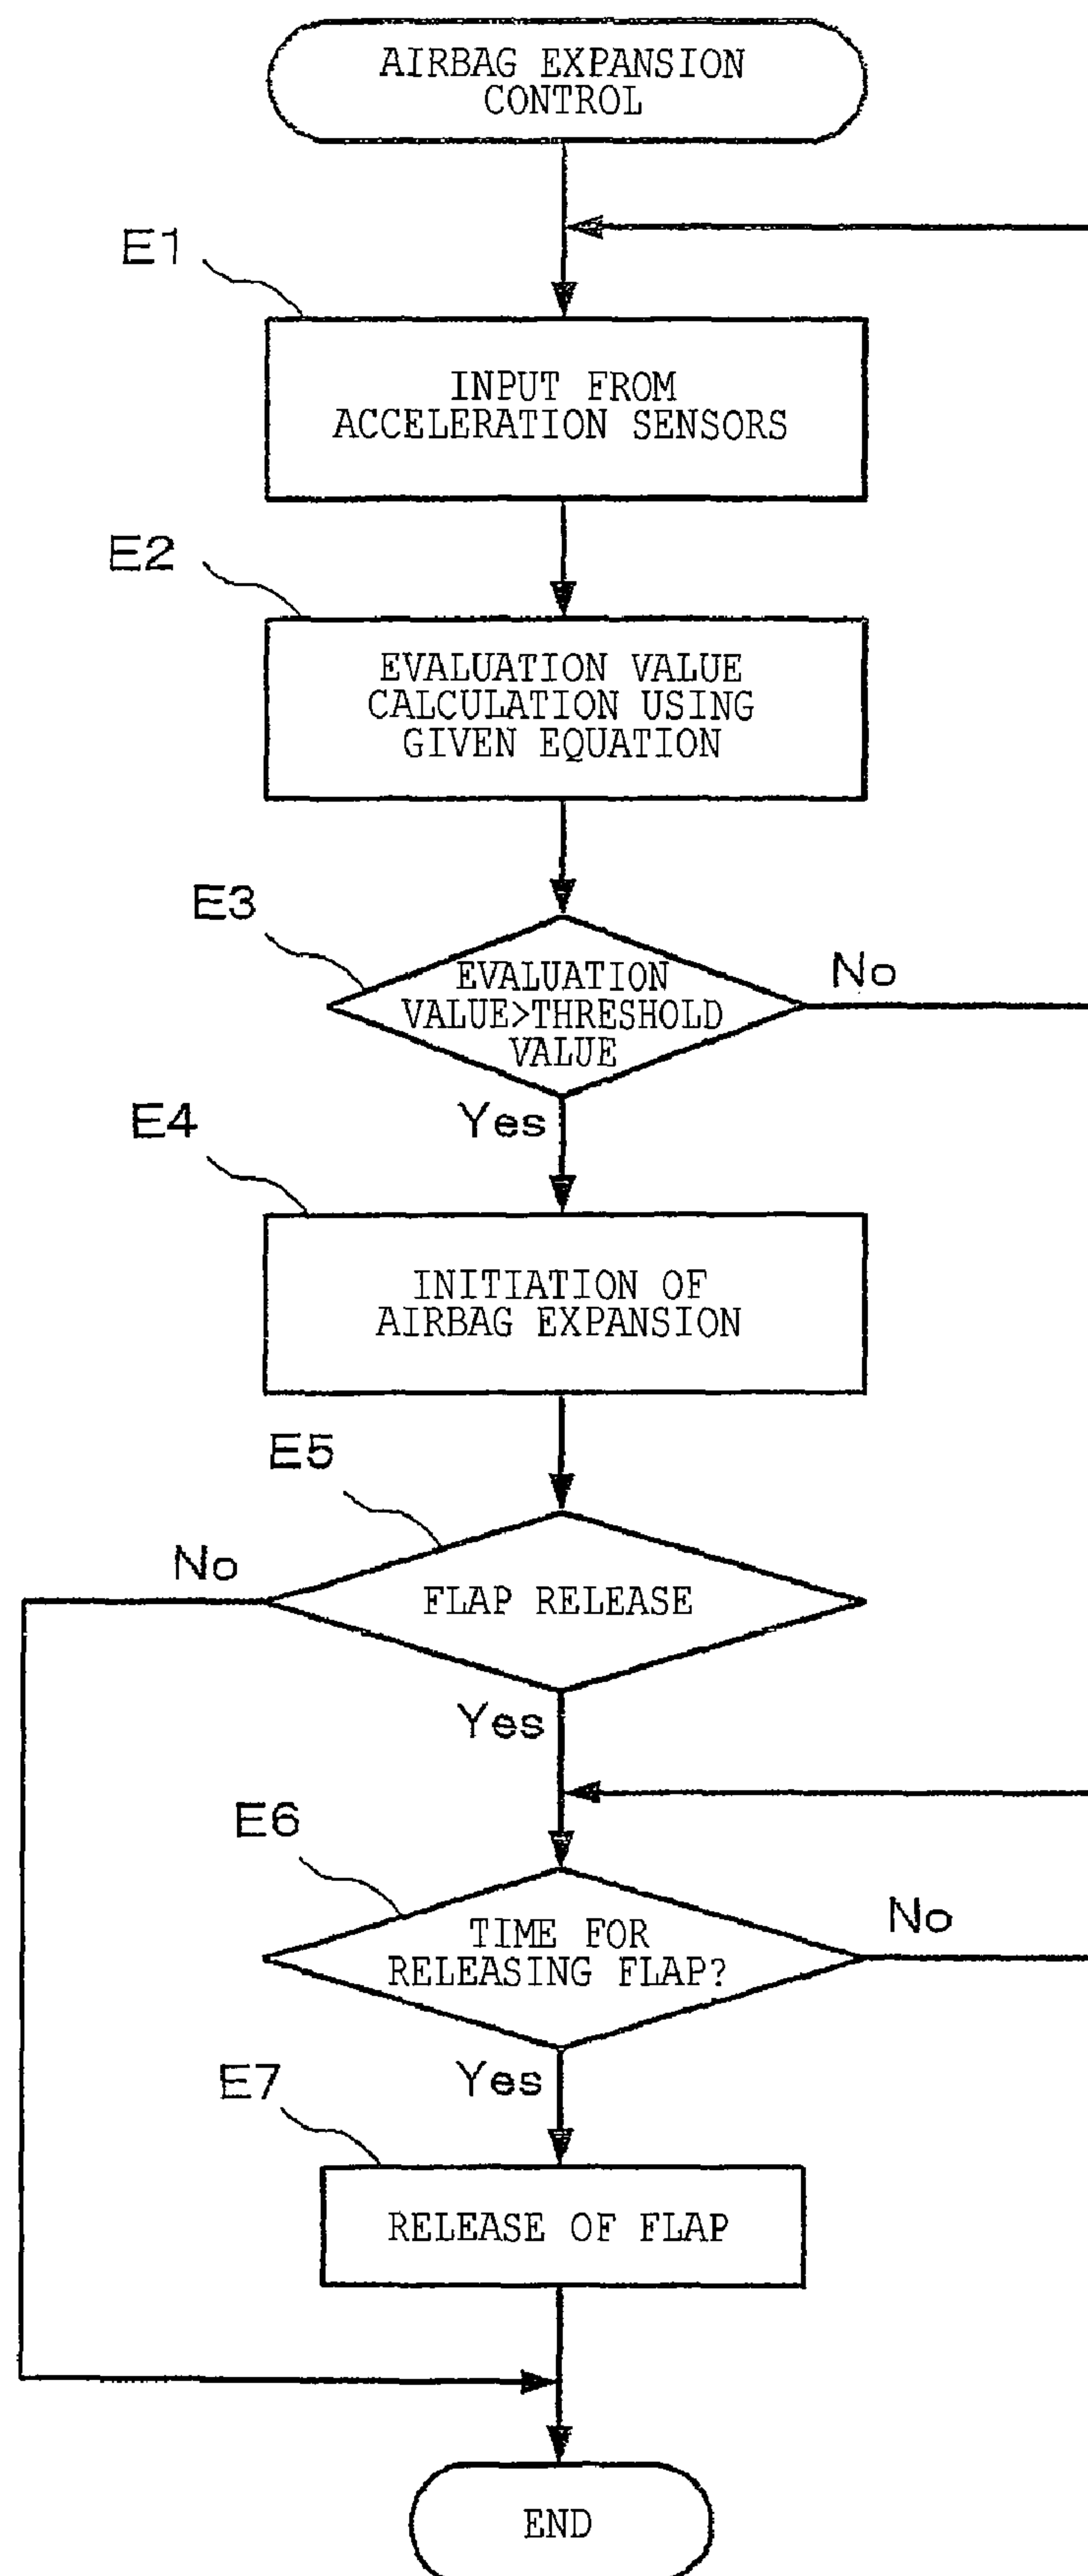 AIRBAG EXPANSION
CONTROL
E1
INPUT FROM
ACCELERATION SENSORS
E2
EVALUATION VALUE
CALCULATION USING
GIVEN EQUATION
E3
EVALUATION
VALUE>THRESHOLD
VALUE
No
Yes
E4
INITIATION OF
AIRBAG EXPANSION
E5
No
FLAP RELEASE
Yes
E6
TIME FOR
RELEASING FLAP?
No
Yes
E7
RELEASE OF FLAP
END